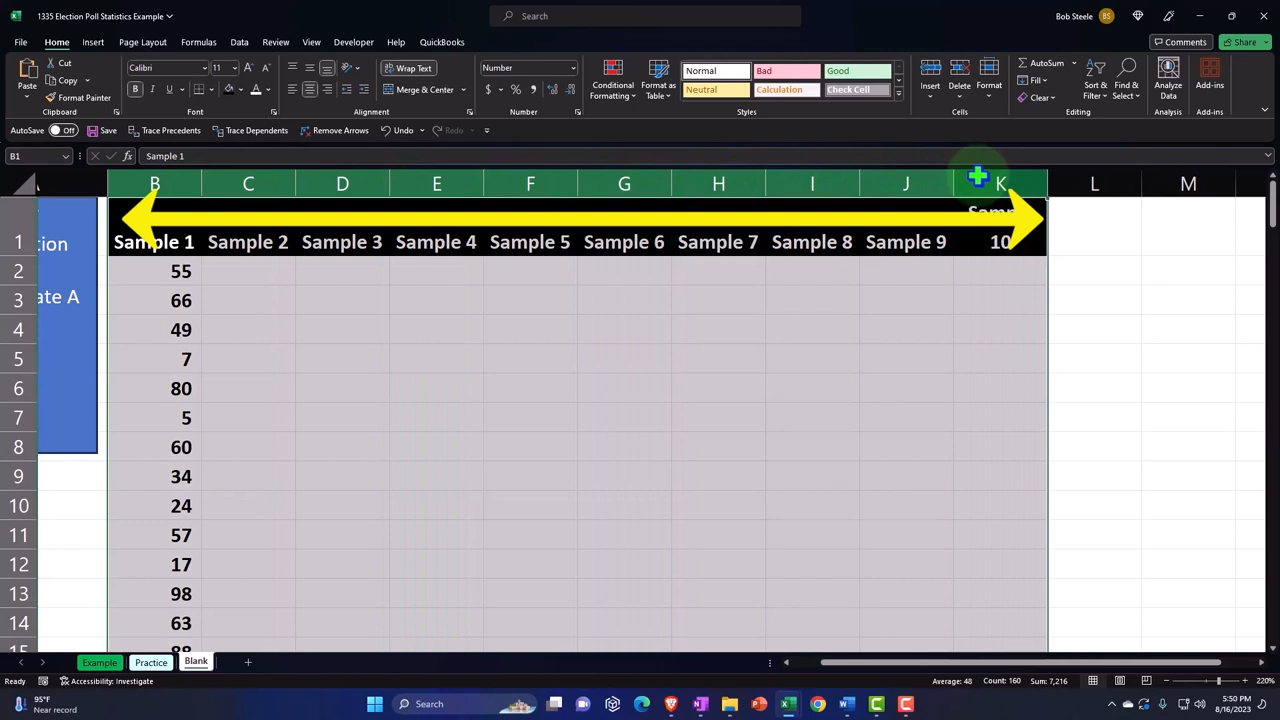 1335 Election Poll Statistics Example
Search
Bob Steele
BS
File Home Insert Page Layout Formulas Data Review View Developer Help QuickBooks
Comments
Share
Paste
Cut
Copy
Format Painter
Clipboard
Calibri
11
B I U
Font
Wrap Text
Merge & Center
Alignment
Number
Number
Conditional Formatting
Format as Table
Normal Bad Good
Neutral Calculation Check Cell
Styles
Insert Delete Format
Cells
AutoSum
Fill
Clear
Sort & Filter
Find & Select
Editing
Analyze Data
Analysis
Add-ins
Add-ins
AutoSave Off Save Trace Precedents Trace Dependents Remove Arrows Undo Redo
B1 fx Sample 1
B C D E F G H I J K L M
1 Sample 1 Sample 2 Sample 3 Sample 4 Sample 5 Sample 6 Sample 7 Sample 8 Sample 9 10
tion
ate A
2 55
3 66
4 49
5 7
6 80
7 5
8 60
9 34
10 24
11 57
12 17
13 98
14 63
15 88
Example Practice Blank
Ready Accessibility: Investigate Average: 48 Count: 160 Sum: 7,216 220%
95°F
Near record
Search
5:50 PM
8/16/2023